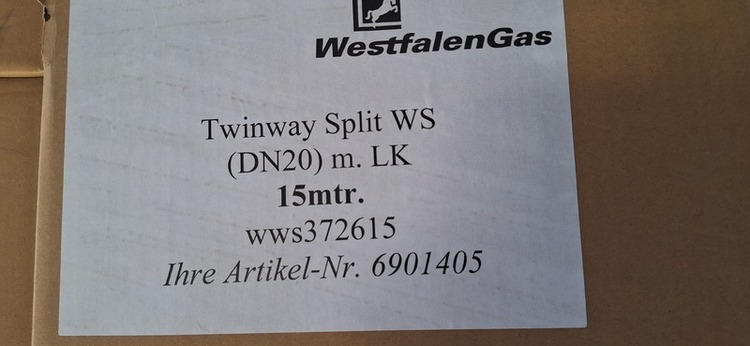 WestfalenGas
Twinway Split WS
(DN20) m. LK
15mtr.
wws372615
Ihre Artikel-Nr. 6901405